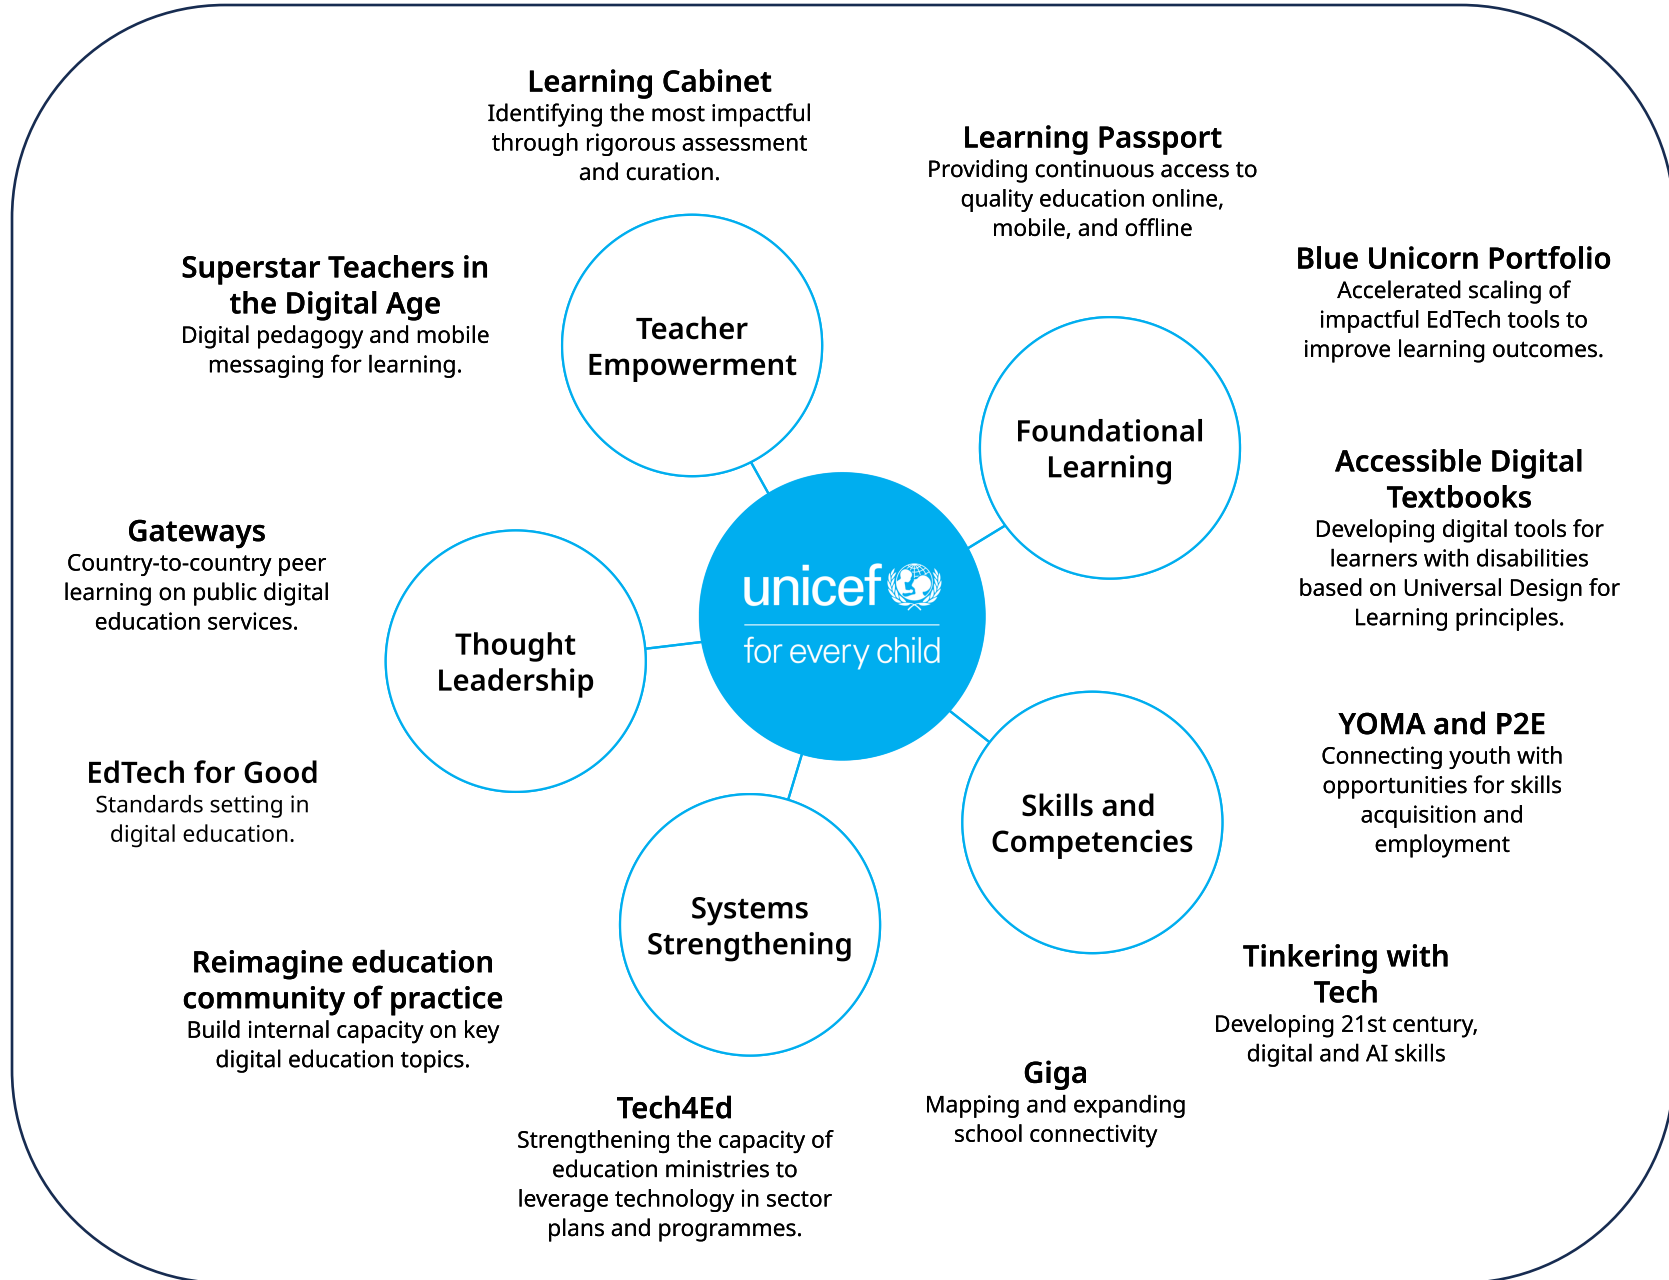 Learning Cabinet
Identifying the most impactful
through rigorous assessment
and curation.
Learning Passport
Providing continuous access to
quality education online,
mobile, and offline
Blue Unicorn Portfolio
Accelerated scaling of
impactful EdTech tools to
improve learning outcomes.
Superstar Teachers in
the Digital Age
Digital pedagogy and mobile
messaging for learning.
Teacher
Empowerment
Foundational
Learning
Accessible Digital
Textbooks
Developing digital tools for
learners with disabilities
based on Universal Design for
Learning principles.
Gateways
Country-to-country peer
learning on public digital
education services.
Thought
Leadership
unicef
for every child
YOMA and P2E
Connecting youth with
opportunities for skills
acquisition and
employment
EdTech for Good
Standards setting in
digital education.
Skills and
Competencies
Systems
Strengthening
Reimagine education
community of practice
Build internal capacity on key
digital education topics.
Tinkering with
Tech
Developing 21st century,
digital and AI skills
Giga
Mapping and expanding
school connectivity
Tech4Ed
Strengthening the capacity of
education ministries to
leverage technology in sector
plans and programmes.